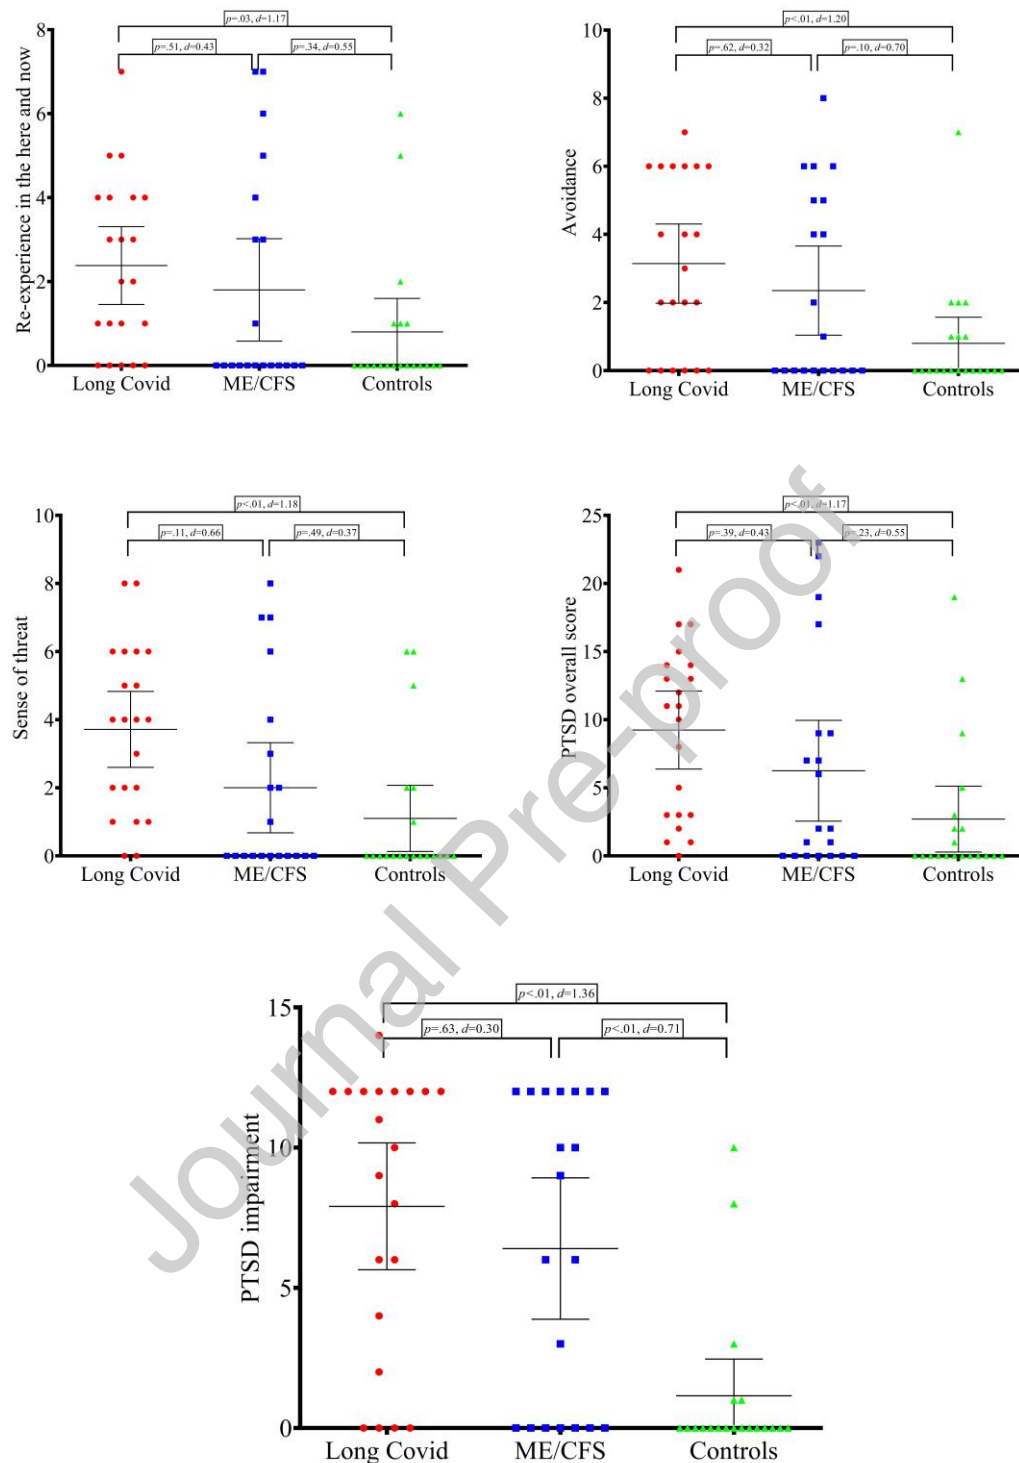 p=.03, d=1.17
p=.51, d=0.43
p=.34, d=0.55
8
6
4
2
0
Re-experience in the here and now
Long Covid
ME/CFS
Controls
p<.01, d=1.20
p=.62, d=0.32
p=.10, d=0.70
10
8
6
4
2
0
Avoidance
Long Covid
ME/CFS
Controls
p<.01, d=1.18
p=.11, d=0.66
p=.49, d=0.37
10
8
6
4
2
0
Sense of threat
Long Covid
ME/CFS
Controls
p<.01, d=1.17
p=.39, d=0.43
p=.23, d=0.55
25
20
15
10
5
0
PTSD overall score
Long Covid
ME/CFS
Controls
p<.01, d=1.36
p=.63, d=0.30
p<.01, d=0.71
15
10
5
0
PTSD impairment
Long Covid
ME/CFS
Controls
Journal Pre-proof